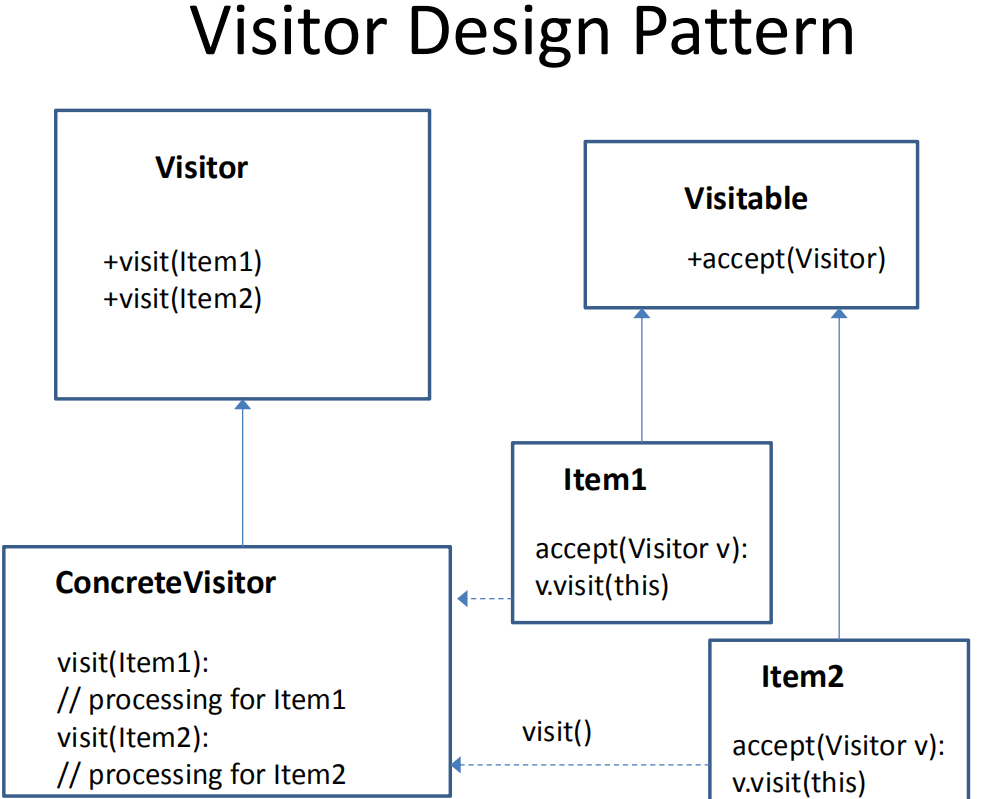 Visitor Design Pattern
Visitor
+visit(Item1)
+visit(Item2)
Visitable
+accept(Visitor)
Item1
accept(Visitor v):
v.visit(this)
ConcreteVisitor
visit(Item1):
// processing for Item1
visit(Item2):
// processing for Item2
visit()
Item2
accept(Visitor v):
v.visit(this)